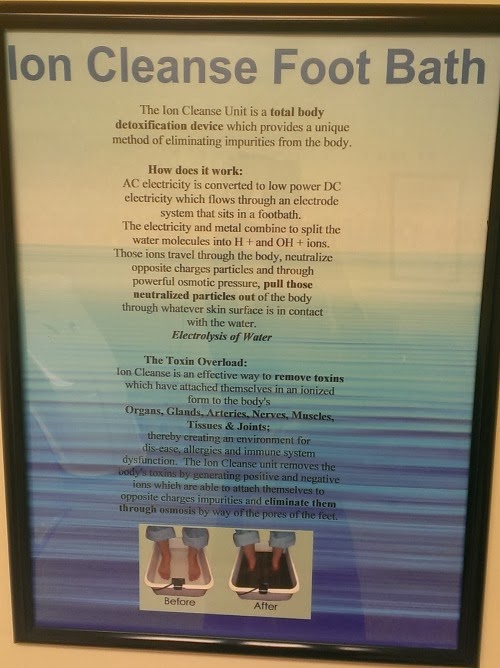 Ion Cleanse Foot Bath
The Ion Cleanse Unit is a total body
detoxification device which provides a unique
method of eliminating impurities from the body.
How does it work:
AC electricity is converted to low power DC
electricity which flows through an electrode
system that sits in a footbath.
The electricity and metal combine to split the
water molecules into H + and OH + ions.
Those ions travel through the body, neutralize
opposite charges particles and through
powerful osmotic pressure, pull those
neutralized particles out of the body
through whatever skin surface is in contact
with the water.
Electrolysis of Water
The Toxin Overload:
Ion Cleanse is an effective way to remove toxins
which have attached themselves in an ionized
form to the body's
Organs, Glands, Arteries, Nerves, Muscles,
Tissues & Joints;
thereby creating an environment for
dis-ease, allergies and immune system
dysfunction. The Ion Cleanse unit removes the
body's toxins by generating positive and negative
ions which are able to attach themselves to
opposite charges impurities and eliminate them
through osmosis by way of the pores of the feet.
Before
After